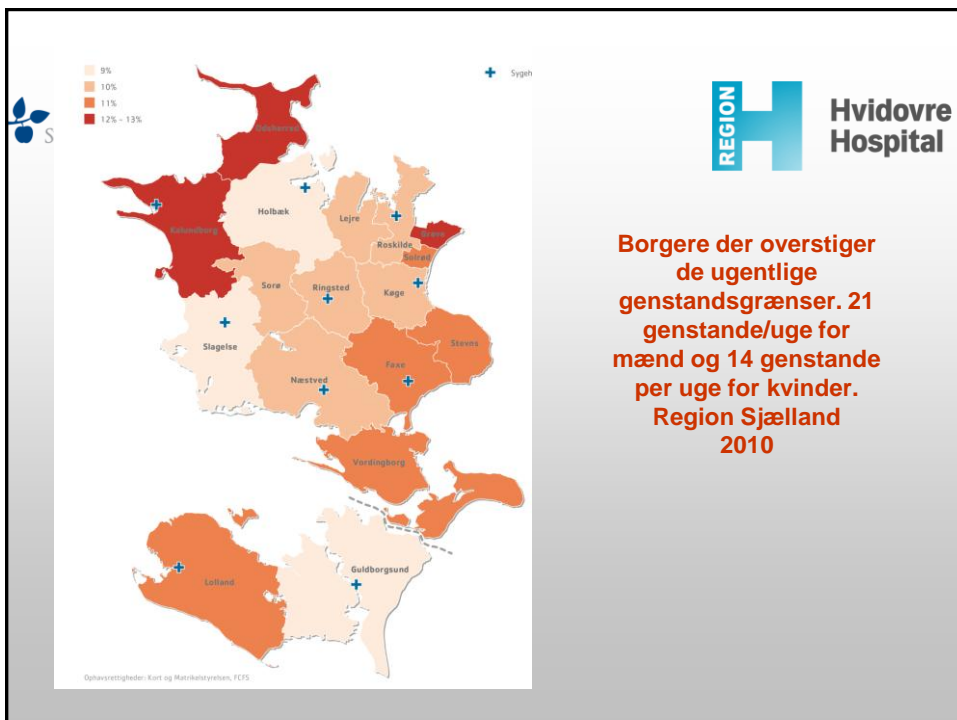 9%
10%
11%
12% - 13%
Sygeh
S
REGION
H
Hvidovre
Hospital
Odsherred
Holbæk
Lejre
Kalundborg
Roskilde
Greve
Solrød
Sorø
Ringsted
Køge
Slagelse
Stevns
Faxe
Næstved
Vordingborg
Guldborgsund
Lolland
Borgere der overstiger
de ugentlige
genstandsgrænser. 21
genstande/uge for
mænd og 14 genstande
per uge for kvinder.
Region Sjælland
2010
Ophavsrettigheder: Kort og Matrikelstyrelsen, FCFS